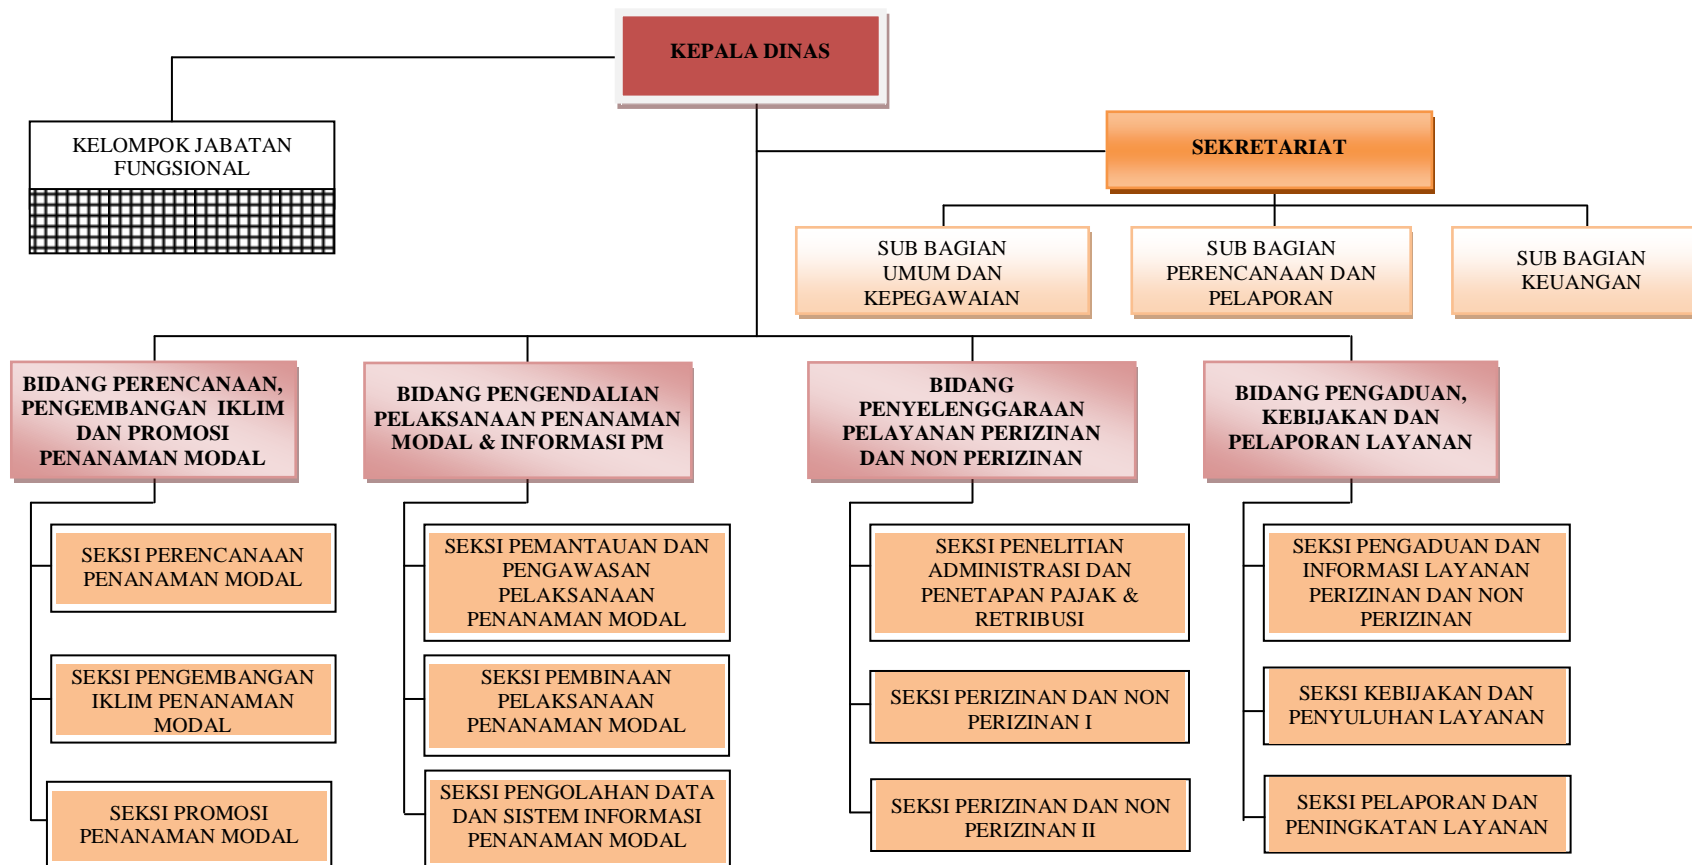 KEPALA DINAS
KELOMPOK JABATAN
FUNGSIONAL
SEKRETARIAT
SUB BAGIAN
UMUM DAN
KEPEGAWAIAN
SUB BAGIAN
PERENCANAAN DAN
PELAPORAN
SUB BAGIAN
KEUANGAN
BIDANG PERENCANAAN,
PENGEMBANGAN IKLIM
DAN PROMOSI
PENANAMAN MODAL
BIDANG PENGENDALIAN
PELAKSANAAN PENANAMAN
MODAL & INFORMASI PM
BIDANG
PENYELENGGARAAN
PELAYANAN PERIZINAN
DAN NON PERIZINAN
BIDANG PENGADUAN,
KEBIJAKAN DAN
PELAPORAN LAYANAN
SEKSI PERENCANAAN
PENANAMAN MODAL
SEKSI PENGEMBANGAN
IKLIM PENANAMAN
MODAL
SEKSI PROMOSI
PENANAMAN MODAL
SEKSI PEMANTAUAN DAN
PENGAWASAN
PELAKSANAAN
PENANAMAN MODAL
SEKSI PEMBINAAN
PELAKSANAAN
PENANAMAN MODAL
SEKSI PENGOLAHAN DATA
DAN SISTEM INFORMASI
PENANAMAN MODAL
SEKSI PENELITIAN
ADMINISTRASI DAN
PENETAPAN PAJAK &
RETRIBUSI
SEKSI PERIZINAN DAN NON
PERIZINAN I
SEKSI PERIZINAN DAN NON
PERIZINAN II
SEKSI PENGADUAN DAN
INFORMASI LAYANAN
PERIZINAN DAN NON
PERIZINAN
SEKSI KEBIJAKAN DAN
PENYULUHAN LAYANAN
SEKSI PELAPORAN DAN
PENINGKATAN LAYANAN